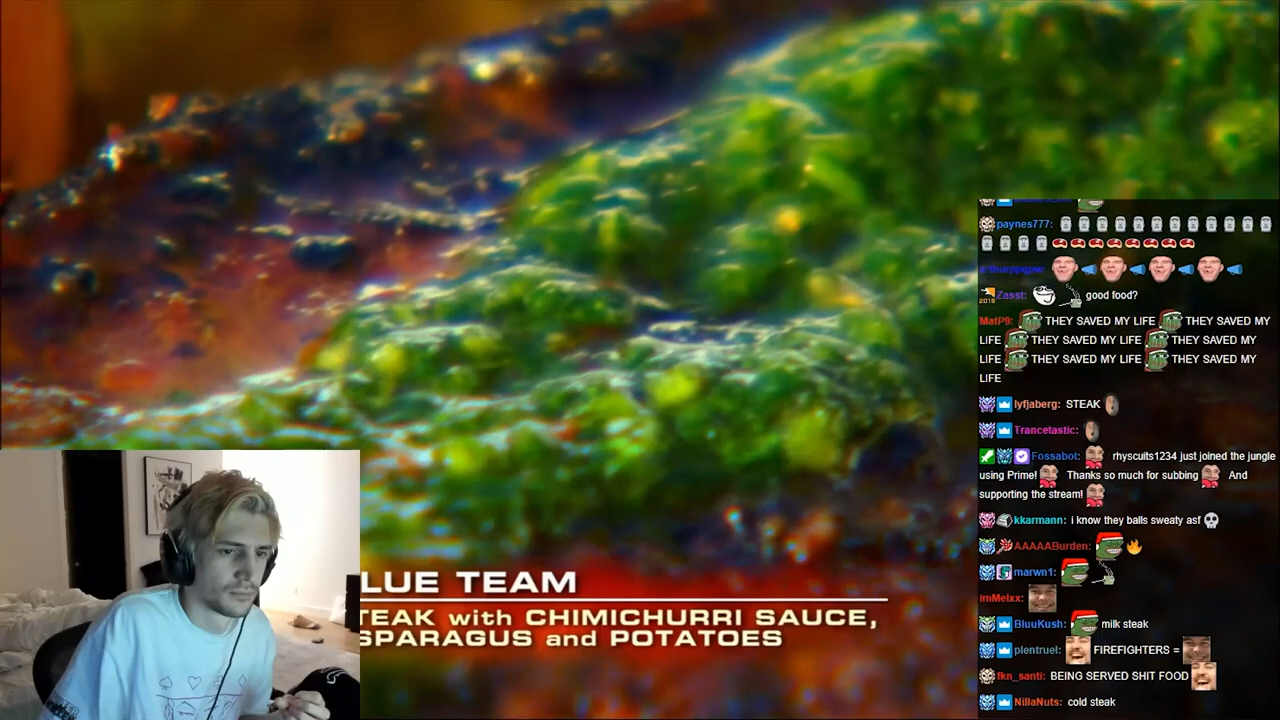 paynes777:
arthurppqpw:
Zasst: good food?
MatP9: THEY SAVED MY LIFE THEY SAVED MY
LIFE THEY SAVED MY LIFE THEY SAVED MY
LIFE THEY SAVED MY LIFE THEY SAVED MY
LIFE
lyfjaberg: STEAK
Trancetastic:
Fossabot: rhyscuits1234 just joined the jungle
using Prime! Thanks so much for subbing And
supporting the stream!
kkarmann: i know they balls sweaty asf
AAAAABurden:
marwn1:
imMelxx:
BluuKush: milk steak
plentruel: FIREFIGHTERS =
fkn_santi: BEING SERVED SHIT FOOD
NillaNuts: cold steak
LUE TEAM
TEAK with CHIMICHURRI SAUCE,
SPARAGUS and POTATOES